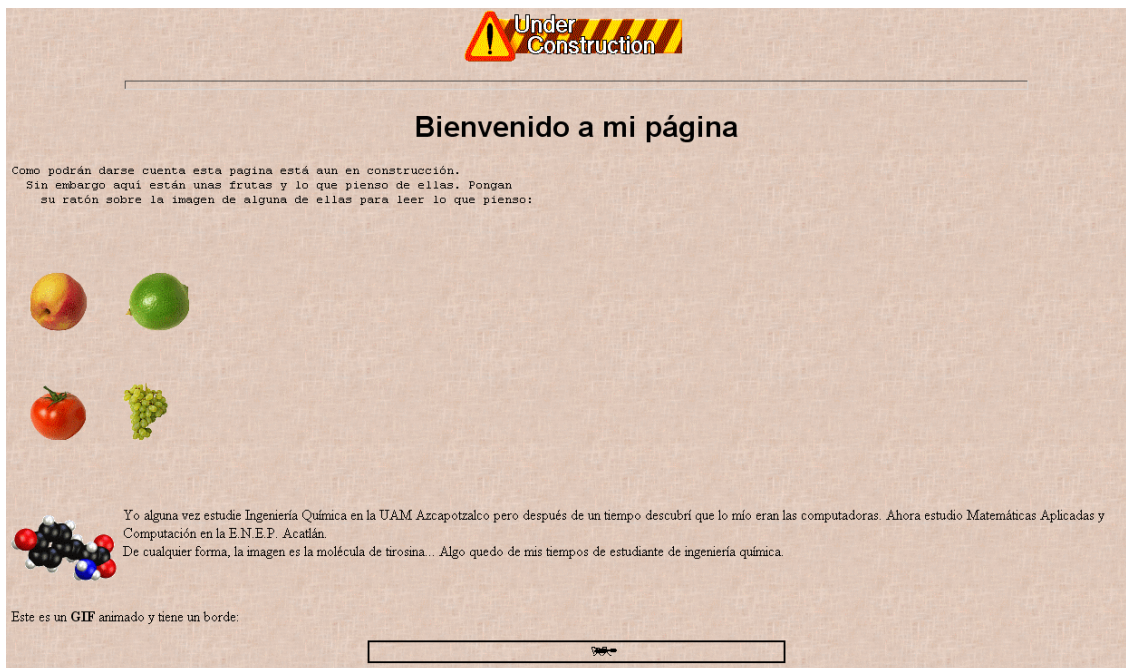 Under
Construction
Bienvenido a mi página
Como podrán darse cuenta esta pagina está aun en construcción.
Sin embargo aquí están unas frutas y lo que pienso de ellas. Pongan
su ratón sobre la imagen de alguna de ellas para leer lo que pienso:
Yo alguna vez estudie Ingeniería Química en la UAM Azcapotzalco pero después de un tiempo descubrí que lo mío eran las computadoras. Ahora estudio Matemáticas Aplicadas y
Computación en la E.N.E.P. Acatlán.
De cualquier forma, la imagen es la molécula de tirosina... Algo quedo de mis tiempos de estudiante de ingeniería química.
Este es un GIF animado y tiene un borde: